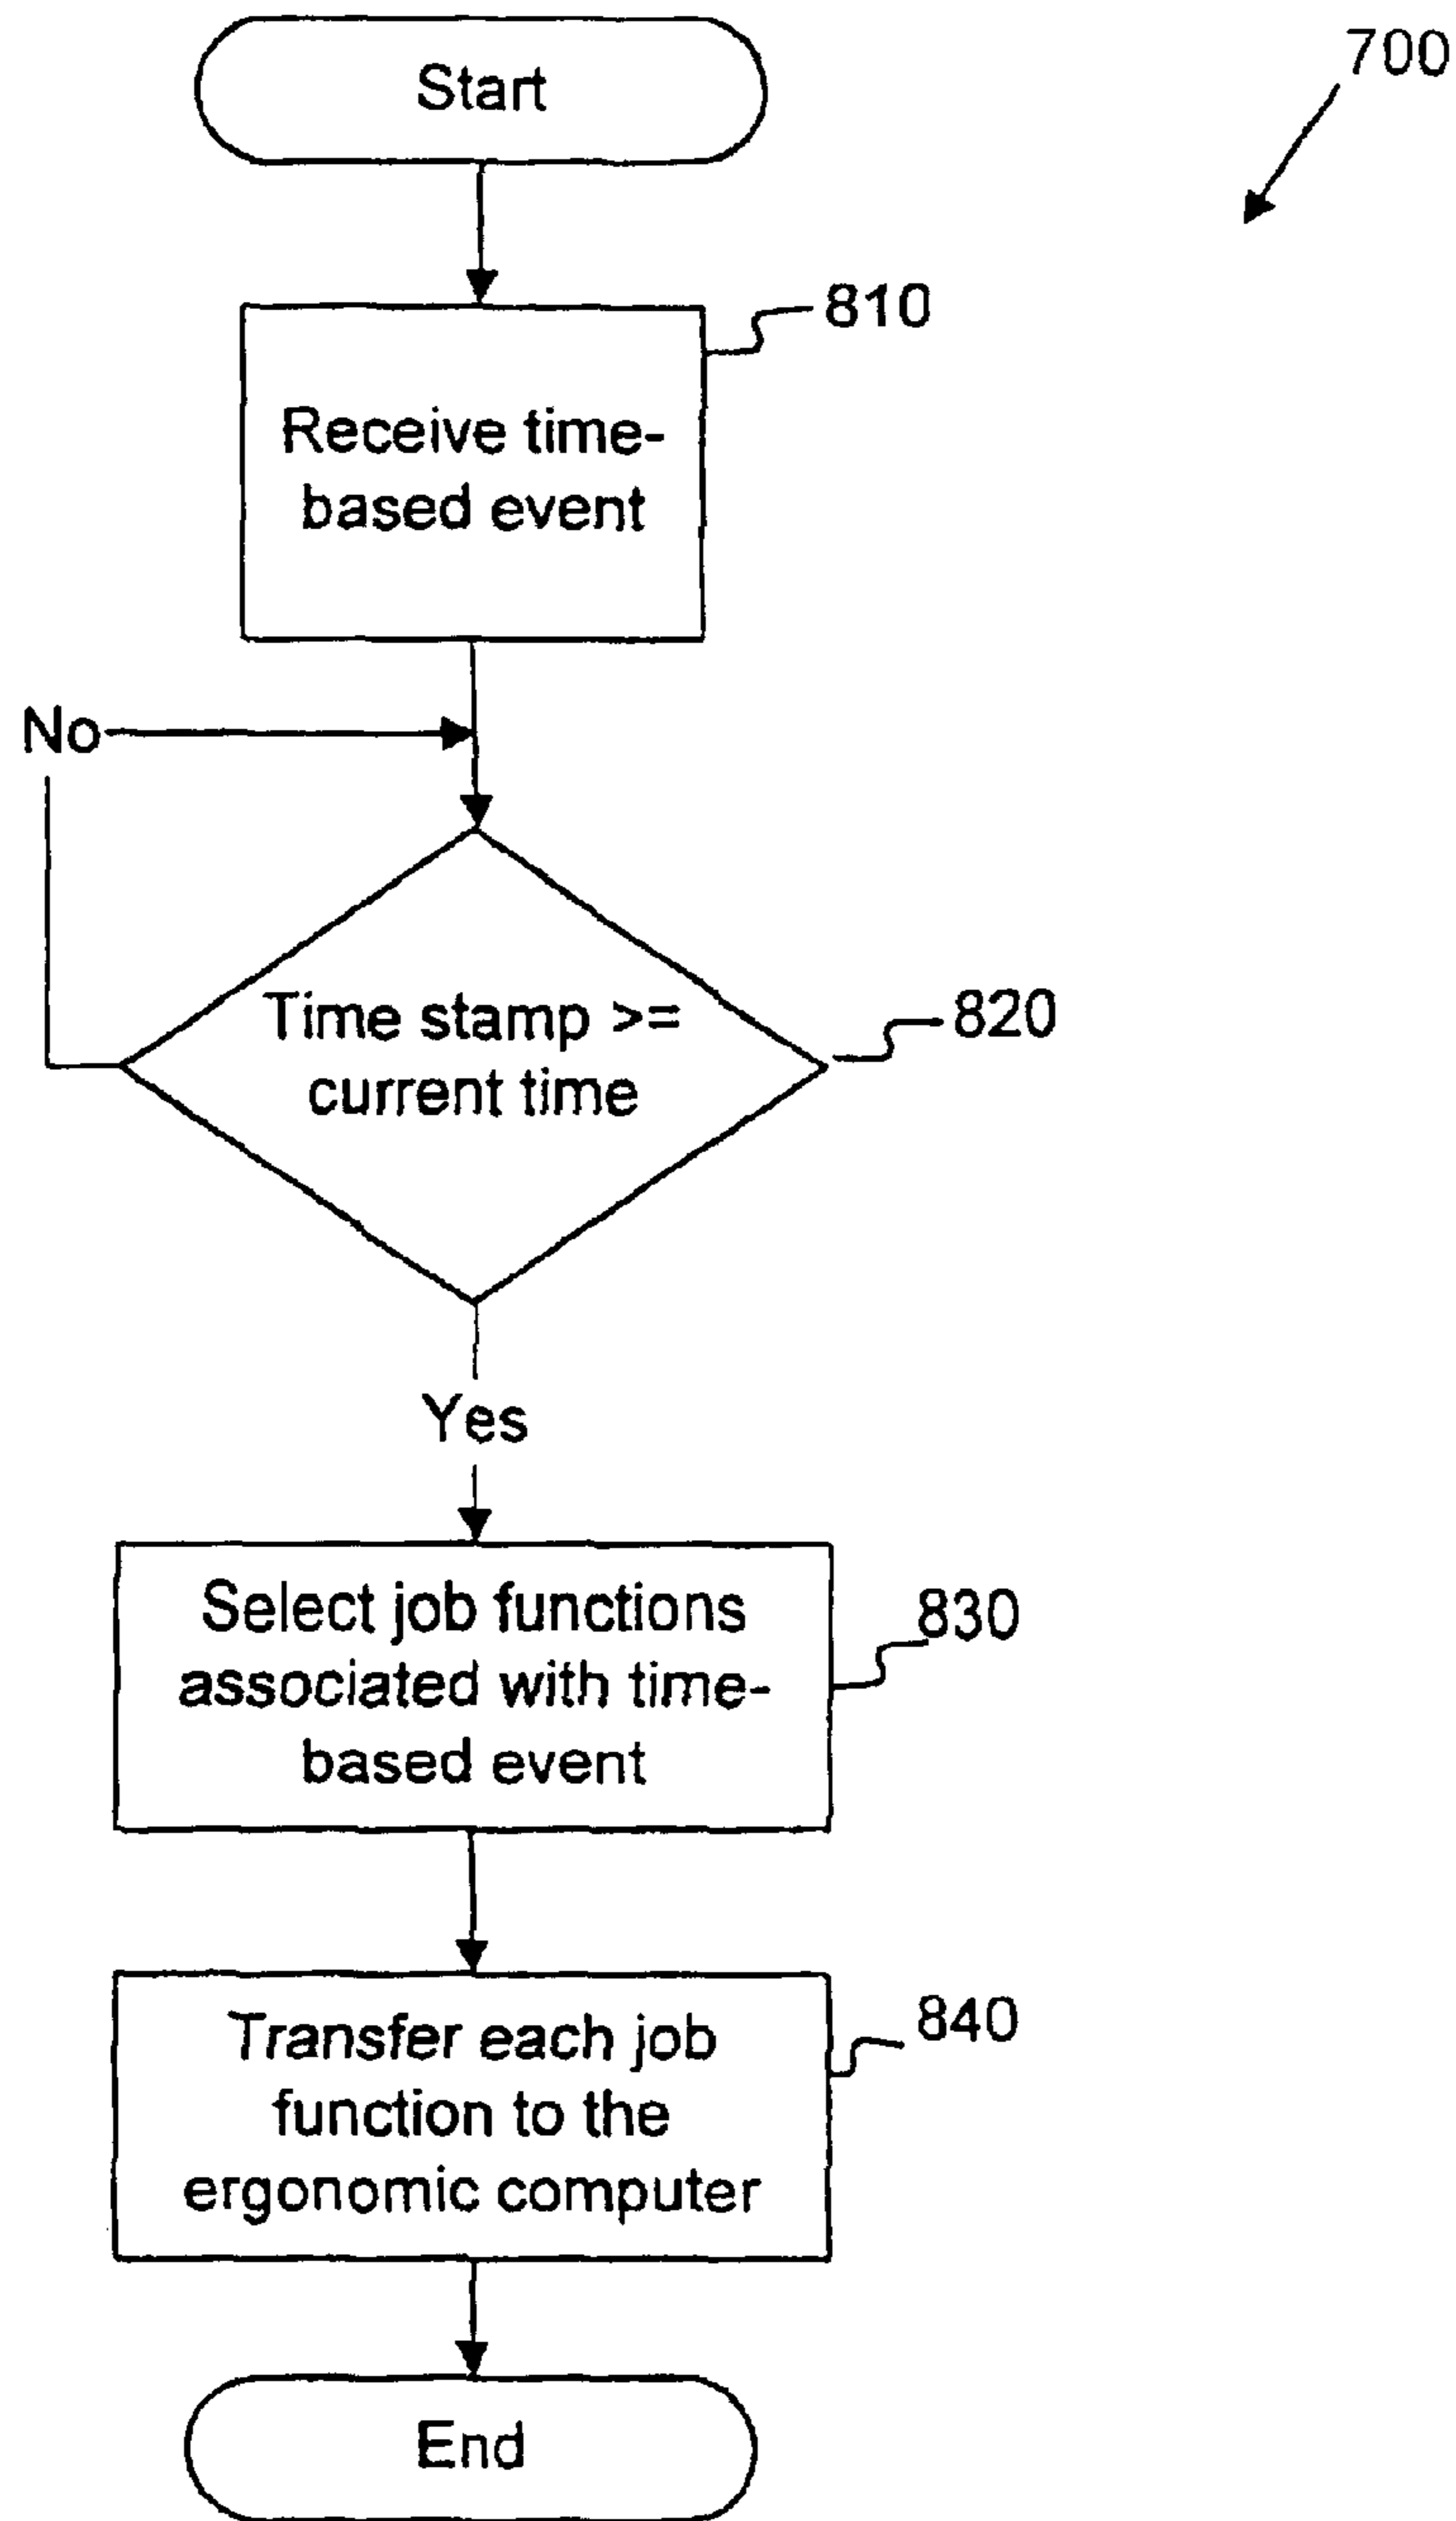 Start
700
810
Receive time-
based event
No
Time stamp >=
current time
820
Yes
Select job functions
associated with time-
based event
830
Transfer each job
function to the
ergonomic computer
840
End